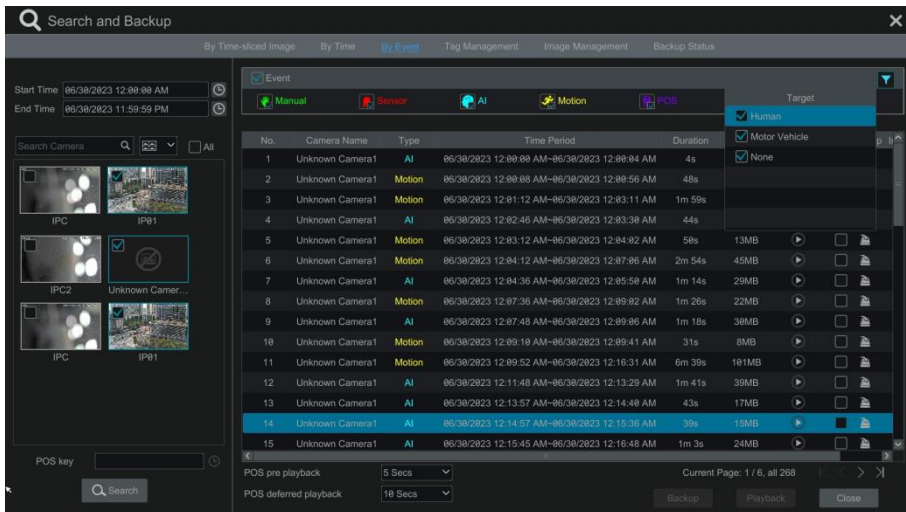 Search and Backup
By Time-sliced Image By Time By Event Tag Management Image Management Backup Status
Start Time 06/30/2023 12:00:00 AM
End Time 06/30/2023 11:59:59 PM
Search Camera All
IPC IP01
IPC2 Unknown Camer...
IPC IP01
POS key
Search
Event
Manual Sensor AI Motion POS
Target
Human
Motor Vehicle
None
No. Camera Name Type Time Period Duration
1 Unknown Camera1 AI 06/30/2023 12:00:00 AM~06/30/2023 12:00:04 AM 4s
2 Unknown Camera1 Motion 06/30/2023 12:00:08 AM~06/30/2023 12:00:56 AM 48s
3 Unknown Camera1 Motion 06/30/2023 12:01:12 AM~06/30/2023 12:03:11 AM 1m 59s
4 Unknown Camera1 AI 06/30/2023 12:02:46 AM~06/30/2023 12:03:30 AM 44s
5 Unknown Camera1 Motion 06/30/2023 12:03:12 AM~06/30/2023 12:04:02 AM 50s 13MB
6 Unknown Camera1 Motion 06/30/2023 12:04:12 AM~06/30/2023 12:07:06 AM 2m 54s 45MB
7 Unknown Camera1 AI 06/30/2023 12:04:36 AM~06/30/2023 12:05:50 AM 1m 14s 29MB
8 Unknown Camera1 Motion 06/30/2023 12:07:36 AM~06/30/2023 12:09:02 AM 1m 26s 22MB
9 Unknown Camera1 AI 06/30/2023 12:07:48 AM~06/30/2023 12:09:06 AM 1m 18s 30MB
10 Unknown Camera1 Motion 06/30/2023 12:09:10 AM~06/30/2023 12:09:41 AM 31s 8MB
11 Unknown Camera1 Motion 06/30/2023 12:09:52 AM~06/30/2023 12:16:31 AM 6m 39s 101MB
12 Unknown Camera1 AI 06/30/2023 12:11:48 AM~06/30/2023 12:13:29 AM 1m 41s 39MB
13 Unknown Camera1 AI 06/30/2023 12:13:57 AM~06/30/2023 12:14:40 AM 43s 17MB
14 Unknown Camera1 AI 06/30/2023 12:14:57 AM~06/30/2023 12:15:36 AM 39s 15MB
15 Unknown Camera1 AI 06/30/2023 12:15:45 AM~06/30/2023 12:16:48 AM 1m 3s 24MB
POS pre playback 5 Secs Current Page: 1 / 6, all 268
POS deferred playback 10 Secs
Backup Playback Close